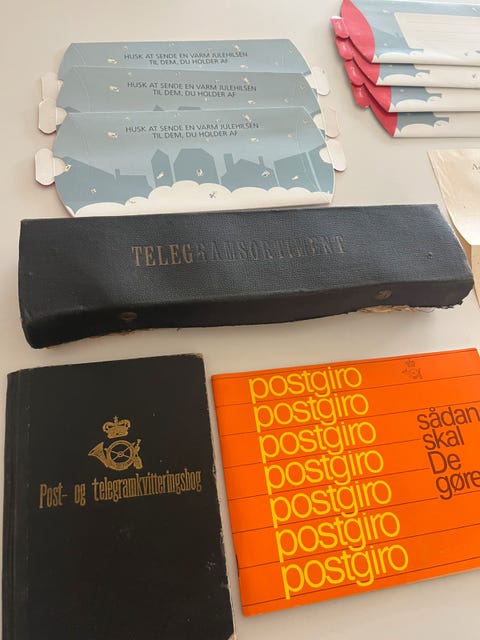 HUSK AT SENDE EN VARM JULEHILSEN
TIL DEM, DU HOLDER AF
HUSK AT SENDE EN VARM JULEHILSEN
TIL DEM, DU HOLDER AF
HUSK AT SENDE EN VARM JULEHILSEN
TIL DEM, DU HOLDER AF
TELEGRAMSORTIMENT
Post- og telegramkvitteringsbog
postgiro
postgiro
postgiro
postgiro
postgiro
postgiro
postgiro
sådan
skal
De
gøre